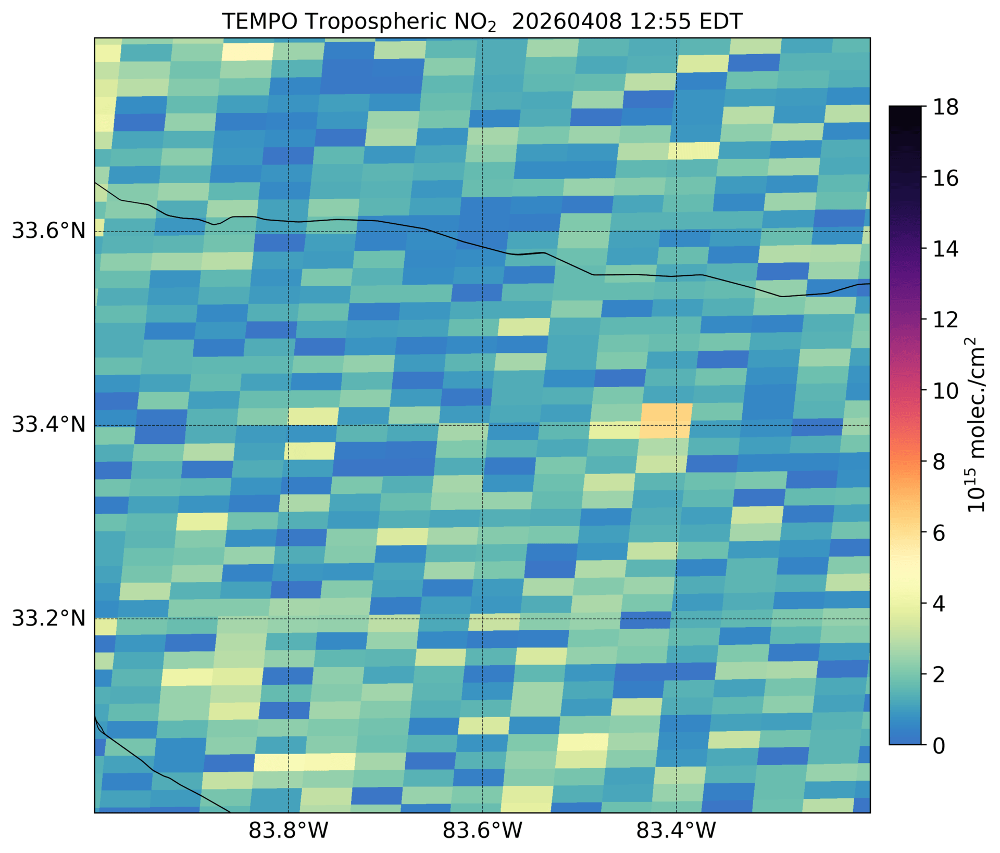 TEMPO Tropospheric NO₂ 20260408 12:55 EDT
33.6°N
33.4°N
33.2°N
83.8°W
83.6°W
83.4°W
18
16
14
12
10
8
6
4
2
0
10¹⁵ molec./cm²